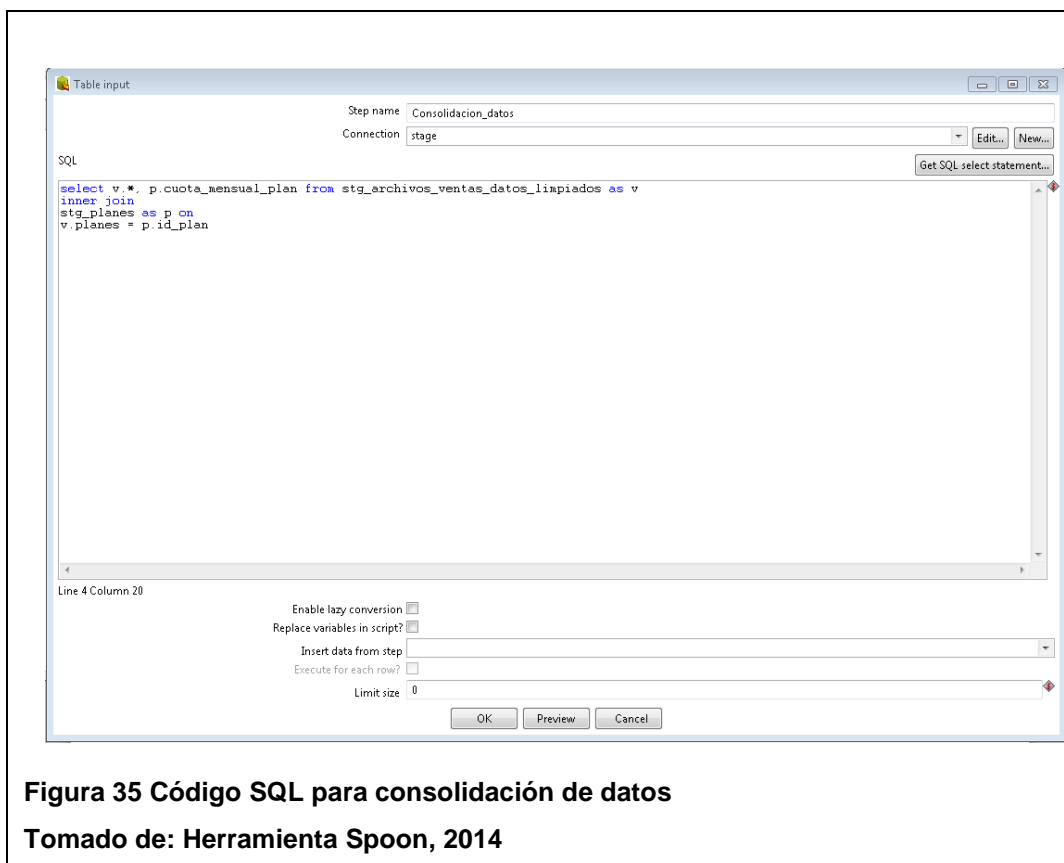 Table input
Step name Consolidacion_datos
Connection stage Edit... New...
SQL Get SQL select statement...
select v.*, p.cuota_mensual_plan from stg_archivos_ventas_datos_limpiados as v
inner join
stg_planes as p on
v.planes = p.id_plan
Line 4 Column 20
Enable lazy conversion
Replace variables in script?
Insert data from step
Execute for each row?
Limit size 0
OK Preview Cancel
Figura 35 Código SQL para consolidación de datos
Tomado de: Herramienta Spoon, 2014